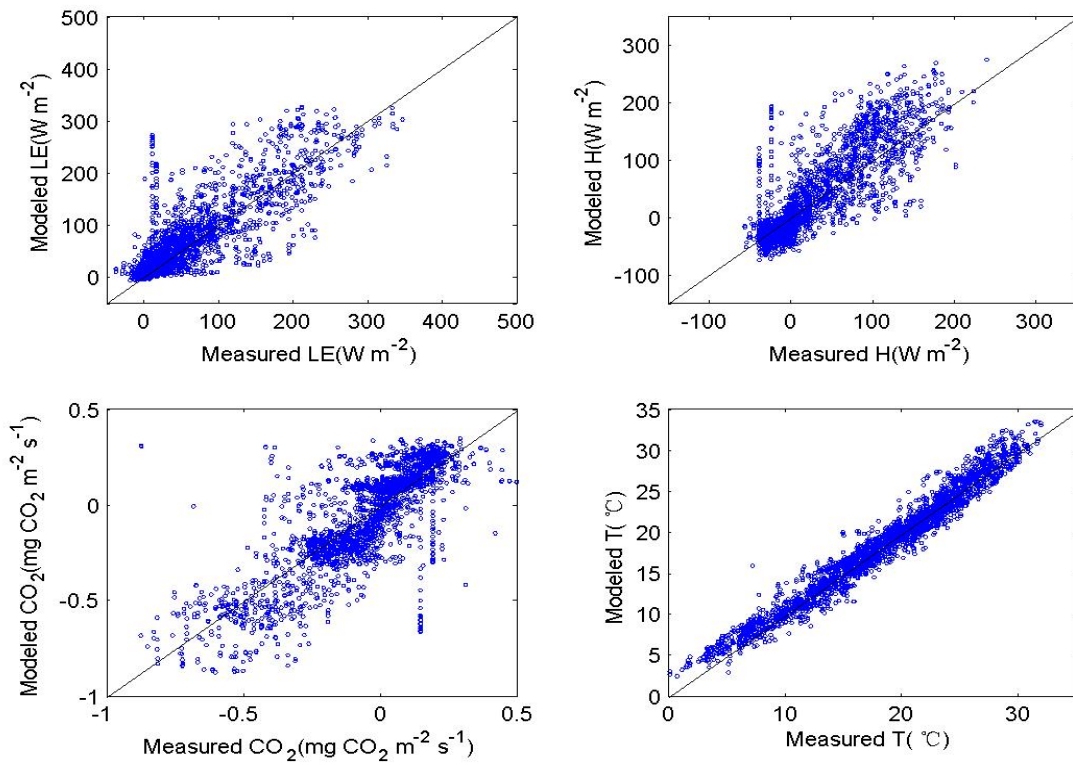 500
400
300
200
100
0
Modeled LE(W m-2)
0 100 200 300 400 500
Measured LE(W m-2)
300
200
100
0
-100
Modeled H(W m-2)
-100 0 100 200 300
Measured H(W m-2)
0.5
0
-0.5
-1
Modeled CO2(mg CO2 m-2 s-1)
-1 -0.5 0 0.5
Measured CO2(mg CO2 m-2 s-1)
35
30
25
20
15
10
5
0
Modeled T( ℃)
0 10 20 30
Measured T( ℃)